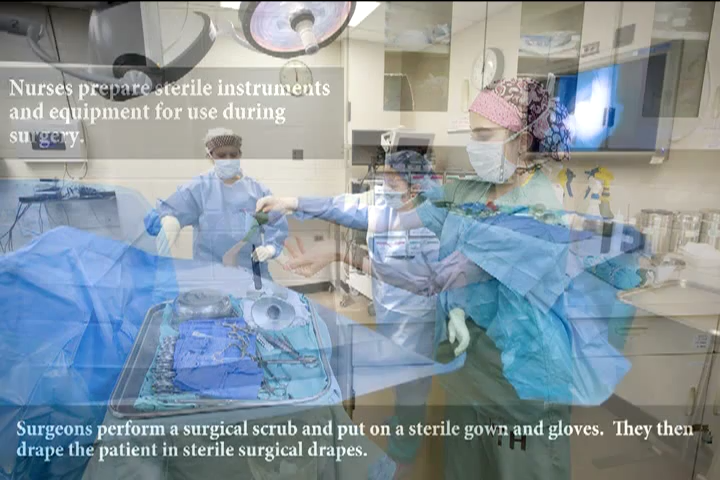 Nurses prepare sterile instruments
and equipment for use during
surgery.
Surgeons perform a surgical scrub and put on a sterile gown and gloves.  They then
drape the patient in sterile surgical drapes.